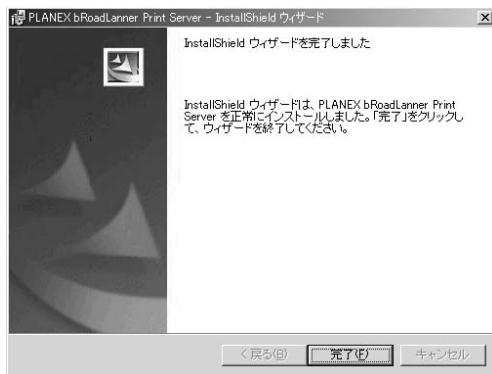 PLANEX bRoadLanner Print Server - InstallShield ウィザード
InstallShield ウィザードを完了しました
InstallShield ウィザードは、PLANEX bRoadLanner Print
Server を正常にインストールしました。「完了」をクリックし
て、ウィザードを終了してください。
< 戻る(B)
完了(F)
キャンセル